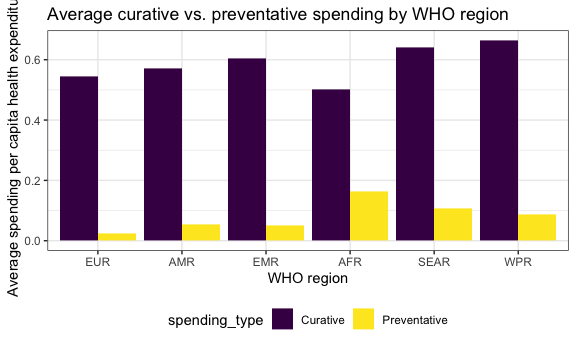 Average curative vs. preventative spending by WHO region
Average spending per capita health
0.6
0.4
0.2
0.0
EUR AMR EMR AFR SEAR WPR
WHO region
spending_type Curative Preventative